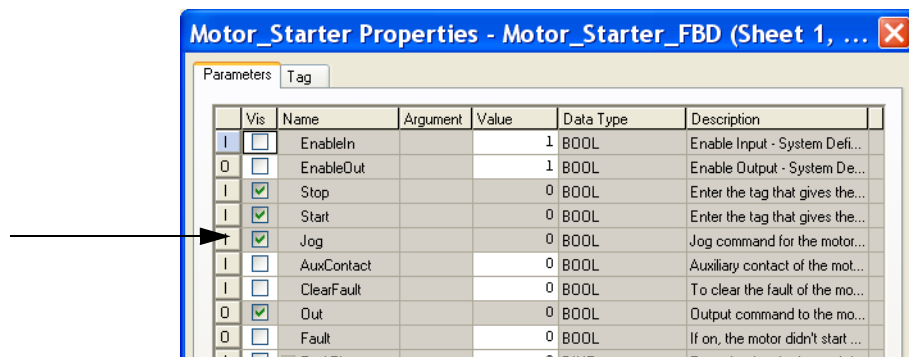 Motor_Starter Properties - Motor_Starter_FBD (Sheet 1, ...
Parameters Tag
Vis Name Argument Value Data Type Description
I EnableIn 1 BOOL Enable Input - System Defi...
O EnableOut 1 BOOL Enable Output - System De...
I Stop 0 BOOL Enter the tag that gives the...
I Start 0 BOOL Enter the tag that gives the...
I Jog 0 BOOL Jog command for the motor...
I AuxContact 0 BOOL Auxiliary contact of the mot...
I ClearFault 0 BOOL To clear the fault of the mo...
O Out 0 BOOL Output command to the mo...
O Fault 0 BOOL If on, the motor didn't start ...